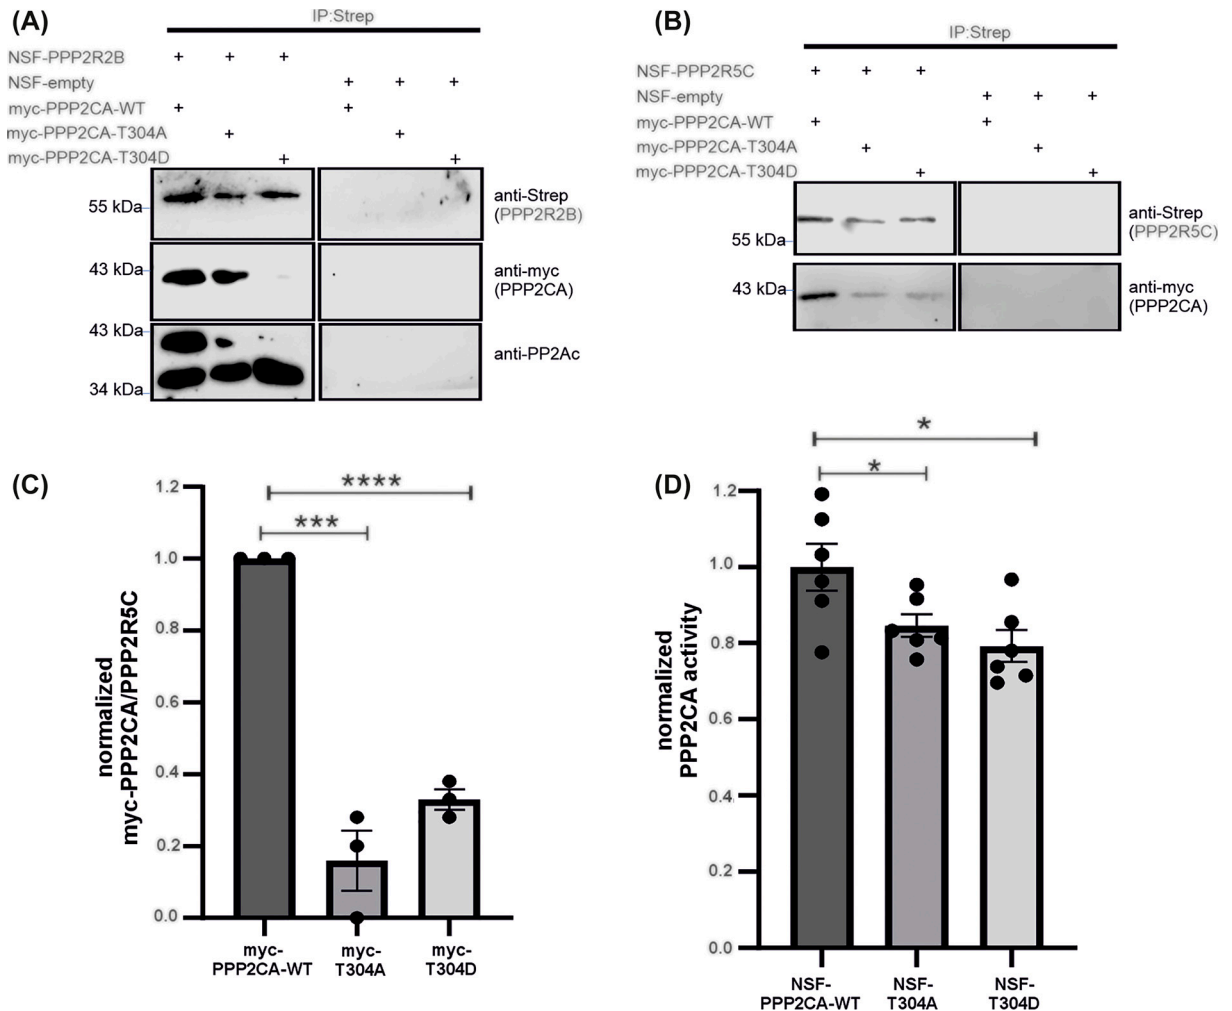 (A)
IP:Strep
NSF-PPP2R2B + + +
NSF-empty + + +
myc-PPP2CA-WT + +
myc-PPP2CA-T304A + +
myc-PPP2CA-T304D + +
55 kDa
anti-Strep
(PPP2R2B)
43 kDa
anti-myc
(PPP2CA)
43 kDa
anti-PP2Ac
34 kDa
(B)
IP:Strep
NSF-PPP2R5C + + +
NSF-empty + + +
myc-PPP2CA-WT + +
myc-PPP2CA-T304A + +
myc-PPP2CA-T304D + +
55 kDa
anti-Strep
(PPP2R5C)
43 kDa
anti-myc
(PPP2CA)
(C)
****
***
normalized
myc-PPP2CA/PPP2R5C
1.2
1.0
0.8
0.6
0.4
0.2
0.0
myc-
PPP2CA-WT
myc-
T304A
myc-
T304D
(D)
*
*
normalized
PPP2CA activity
1.2
1.0
0.8
0.6
0.4
0.2
0.0
NSF-
PPP2CA-WT
NSF-
T304A
NSF-
T304D